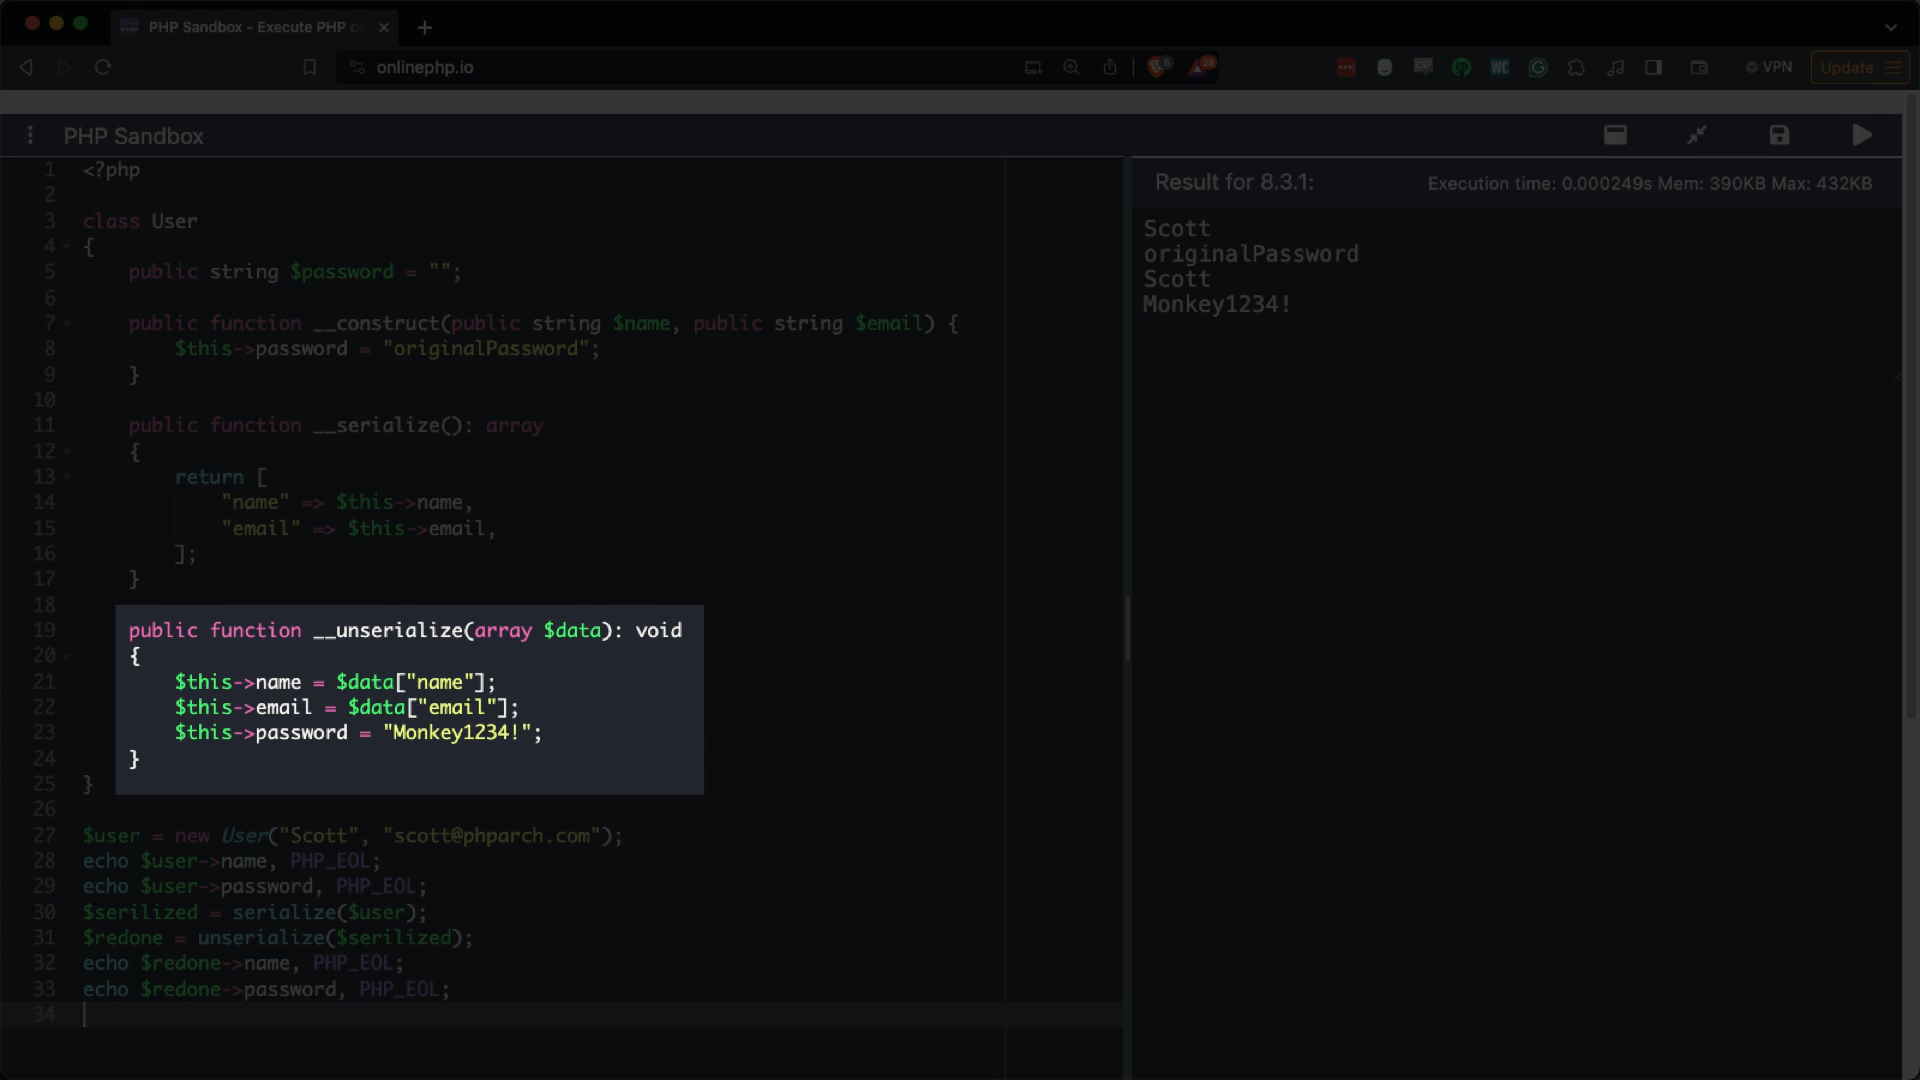 PHP Sandbox - Execute PHP c
onlinephp.io
6
28
CSP
WC
VPN
Update
PHP Sandbox
1 <?php
2
3 class User
4 {
5 public string $password = "";
6
7 public function __construct(public string $name, public string $email) {
8 $this->password = "originalPassword";
9 }
10
11 public function __serialize(): array
12 {
13 return [
14 "name" => $this->name,
15 "email" => $this->email,
16 ];
17 }
18
19 public function __unserialize(array $data): void
20 {
21 $this->name = $data["name"];
22 $this->email = $data["email"];
23 $this->password = "Monkey1234!";
24 }
25 }
26
27 $user = new User("Scott", "scott@phparch.com");
28 echo $user->name, PHP_EOL;
29 echo $user->password, PHP_EOL;
30 $serilized = serialize($user);
31 $redone = unserialize($serilized);
32 echo $redone->name, PHP_EOL;
33 echo $redone->password, PHP_EOL;
34
Result for 8.3.1:
Execution time: 0.000249s Mem: 390KB Max: 432KB
Scott
originalPassword
Scott
Monkey1234!